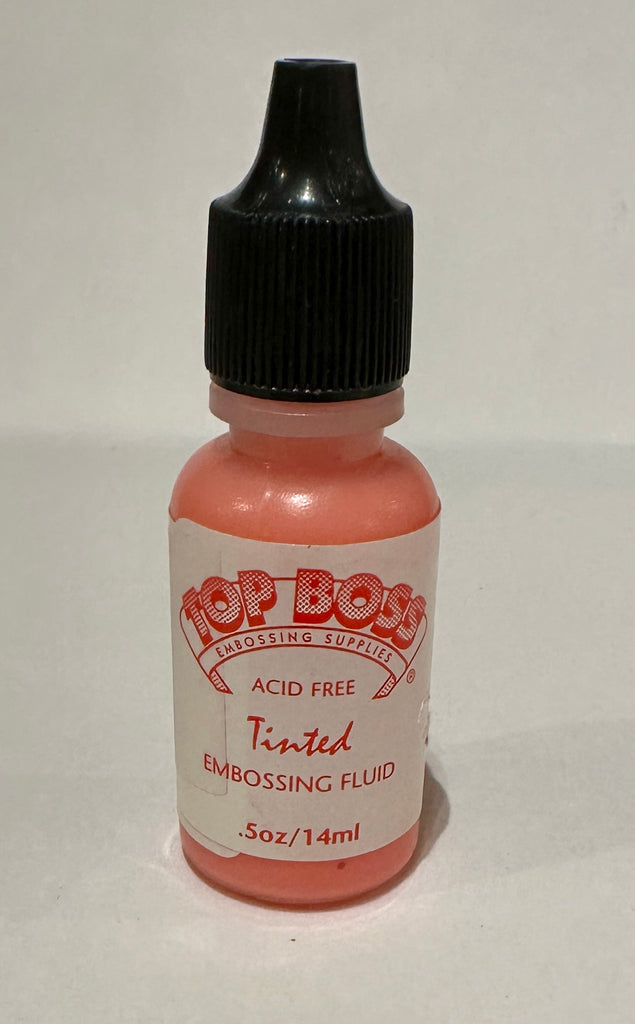 TOP BOSS
EMBOSSING SUPPLIES
®
ACID FREE
Tinted
EMBOSSING FLUID
.5oz/14ml